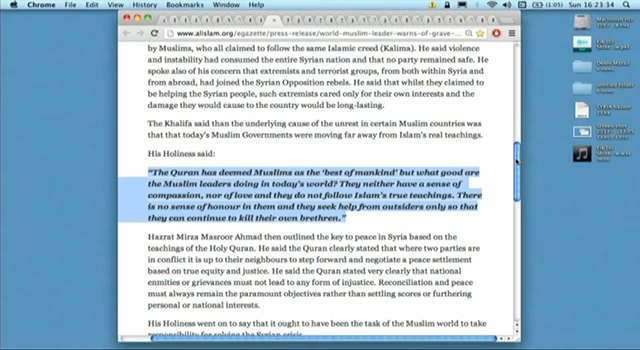 Chrome File Edit View History Bookmarks Window Help
Sun 16:23:34
www.alislam.org/egazette/press-release/world-muslim-leader-warns-of-grave-...
by Muslims, who all claimed to follow the same Islamic creed (Kalima). He said violence
and instability had consumed the entire Syrian nation and that no party remained safe. He
spoke also of his concern that extremists and terrorist groups, from both within Syria and
from abroad, had joined the Syrian Opposition rebels. He said that whilst they claimed to
be helping the Syrian people, such extremists cared only for their own interests and the
damage they would cause to the country would be long-lasting.
The Khalifa said than the underlying cause of the unrest in certain Muslim countries was
that that today's Muslim Governments were moving far away from Islam's real teachings.
His Holiness said:
“The Quran has deemed Muslims as the ‘best of mankind’ but what good are
the Muslim leaders doing in today's world? They neither have a sense of
compassion, nor of love and they do not follow Islam's true teachings. There
is no sense of honour in them and they seek help from outsiders only so that
they can continue to kill their own brethren.”
Hazrat Mirza Masroor Ahmad then outlined the key to peace in Syria based on the
teachings of the Holy Quran. He said the Quran clearly stated that where two parties are
in conflict it is up to their neighbours to step forward and negotiate a peace settlement
based on true equity and justice. He said the Quran stated very clearly that national
enmities or grievances must not lead to any form of injustice. Reconciliation and peace
must always remain the paramount objectives rather than settling scores or furthering
personal or national interests.
His Holiness went on to say that it ought to have been the task of the Muslim world to take
responsibility for solving the Syrian crisis.